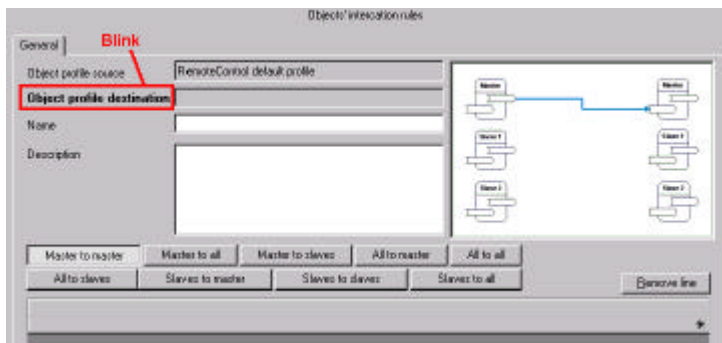 Objects' intercation rules
General
Blink
Object profile source
RemoteControl default profile
Object profile destination
Name
Description
Master
Master
Slave 1
Slave 1
Slave 2
Slave 2
Master to master
Master to all
Master to slaves
All to master
All to all
All to slaves
Slaves to master
Slaves to slaves
Slaves to all
Remove line